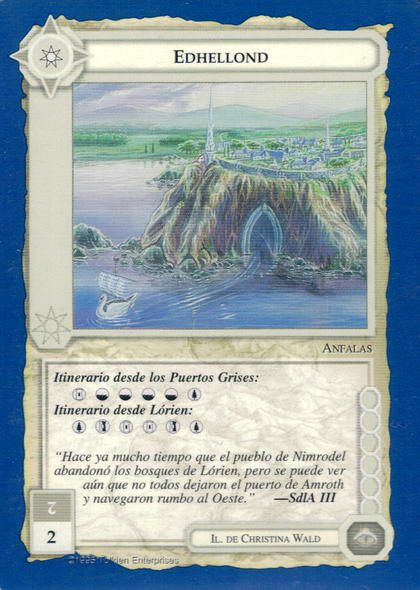 EDHELLOND
ANFALAS
Itinerario desde los Puertos Grises:
Itinerario desde Lórien:
“Hace ya mucho tiempo que el pueblo de Nimrodel
abandonó los bosques de Lórien, pero se puede ver
aún que no todos dejaron el puerto de Amroth
y navegaron rumbo al Oeste.” —SdlA III
2
2
IL. DE CHRISTINA WALD
©1995 Tolkien Enterprises